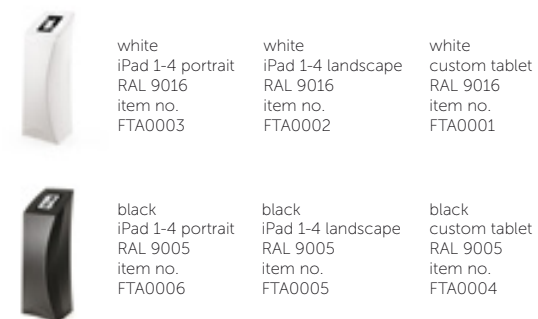 white
iPad 1-4 portrait
RAL 9016
item no.
FTA0003
white
iPad 1-4 landscape
RAL 9016
item no.
FTA0002
white
custom tablet
RAL 9016
item no.
FTA0001
black
iPad 1-4 portrait
RAL 9005
item no.
FTA0006
black
iPad 1-4 landscape
RAL 9005
item no.
FTA0005
black
custom tablet
RAL 9005
item no.
FTA0004